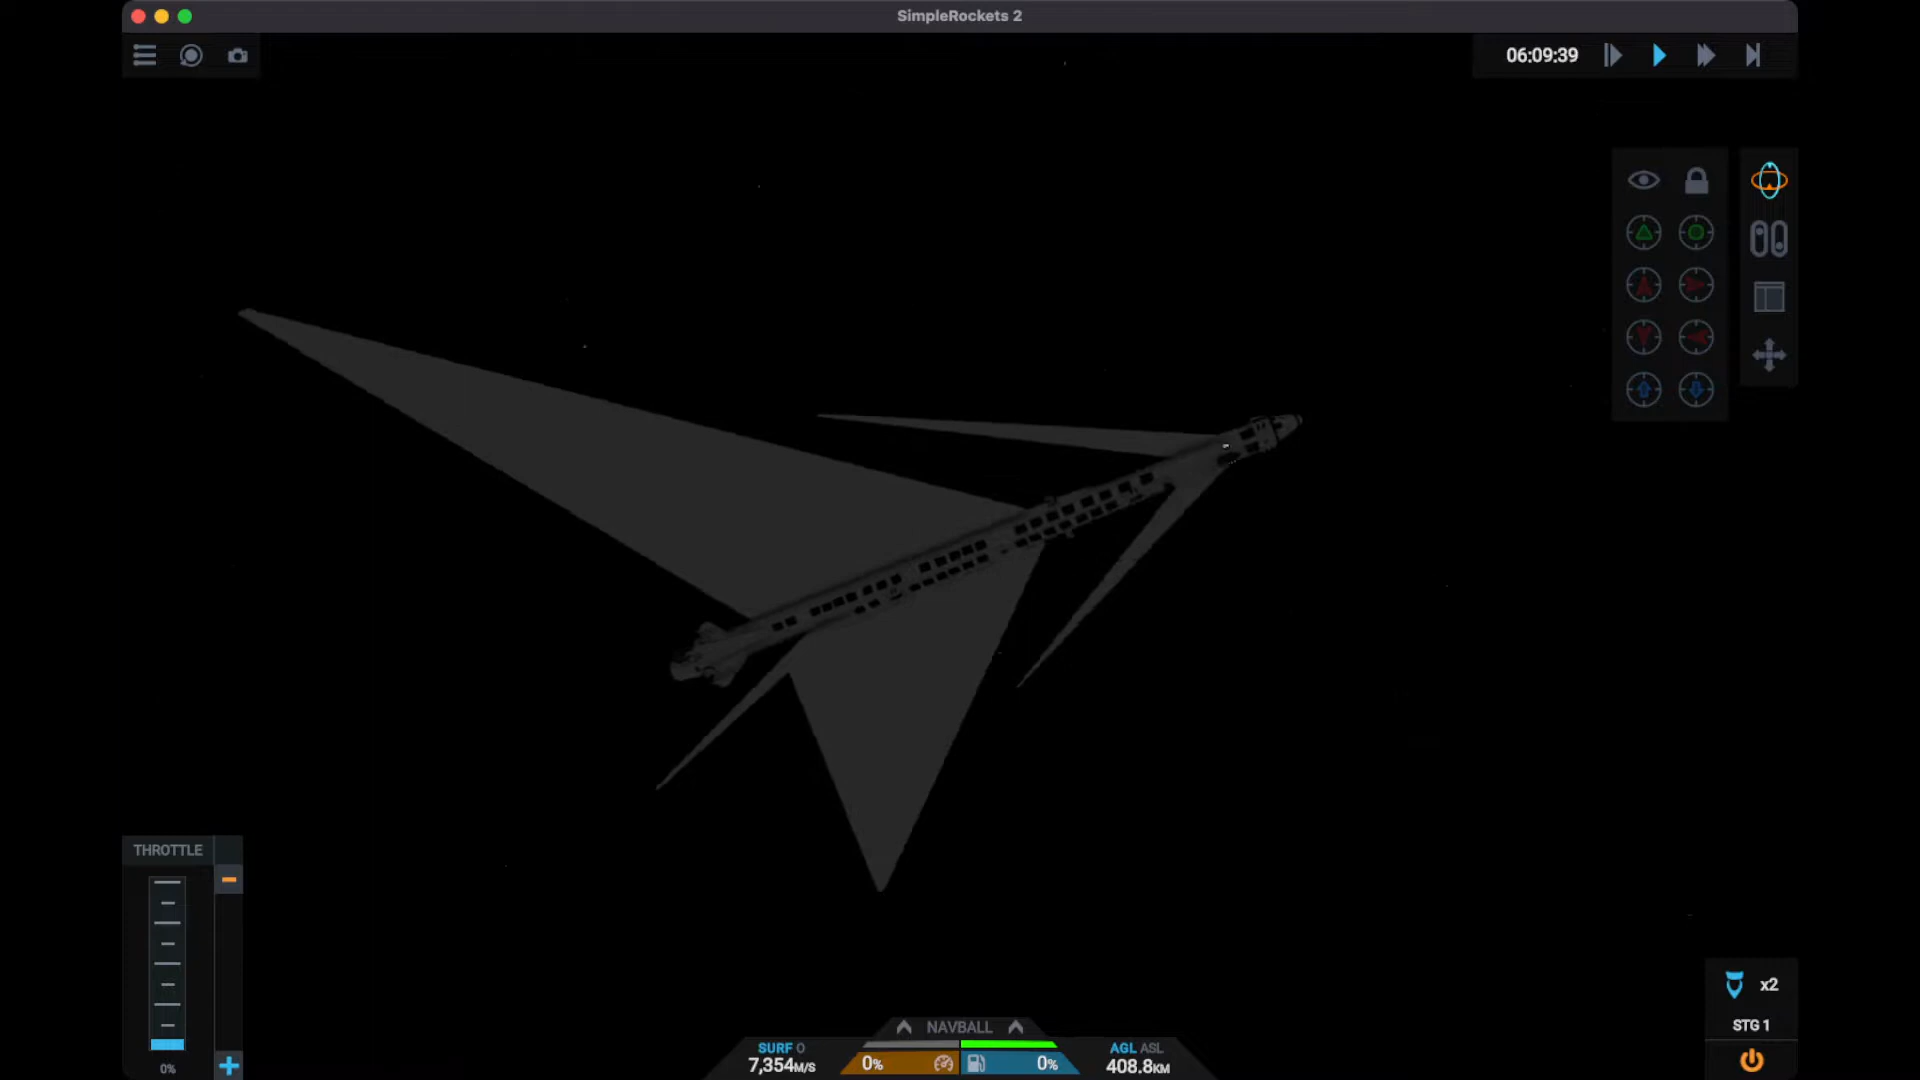 SimpleRockets 2
06:09:39
THROTTLE
0%
NAVBALL
SURF O
7,354M/S
0%
0%
AGL ASL
408.8KM
x2
STG 1